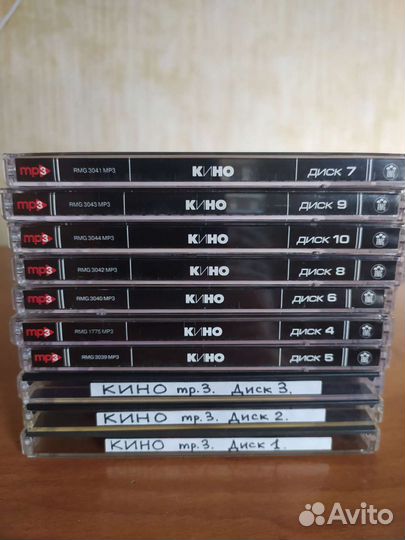 mp3 RMG 3041 MP3 КИНО ДИСК 7
mp3 RMG 3043 MP3 КИНО ДИСК 9
mp3 RMG 3044 MP3 КИНО ДИСК 10
mp3 RMG 3042 MP3 КИНО ДИСК 8
mp3 RMG 3040 MP3 КИНО ДИСК 6
mp3 RMG 1775 MP3 КИНО ДИСК 4
mp3 RMG 3039 MP3 КИНО ДИСК 5
КИНО mp.3. Диск 3.
КИНО mp.3. Диск 2.
КИНО mp.3. Диск 1.
Avito